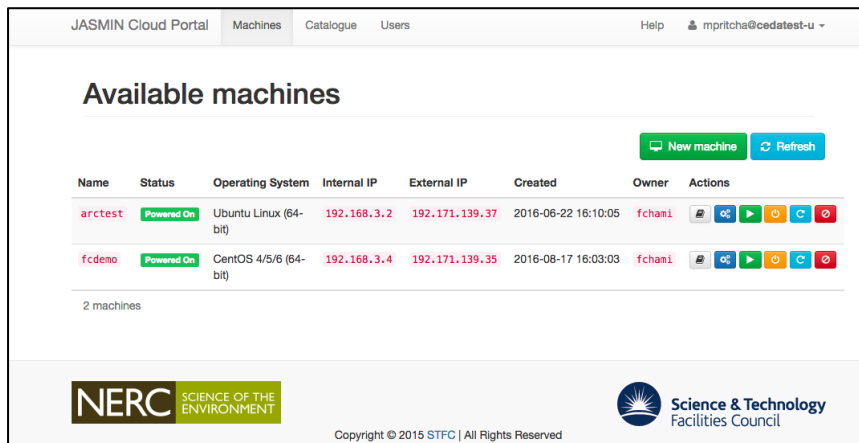 JASMIN Cloud Portal Machines Catalogue Users Help mpritcha@cedatest-u
Available machines
New machine Refresh
Name Status Operating System Internal IP External IP Created Owner Actions
arctest Powered On Ubuntu Linux (64-
bit) 192.168.3.2 192.171.139.37 2016-06-22 16:10:05 fchami
fcdemo Powered On CentOS 4/5/6 (64-
bit) 192.168.3.4 192.171.139.35 2016-08-17 16:03:03 fchami
2 machines
NERC SCIENCE OF THE
ENVIRONMENT
Science & Technology
Facilities Council
Copyright © 2015 STFC | All Rights Reserved